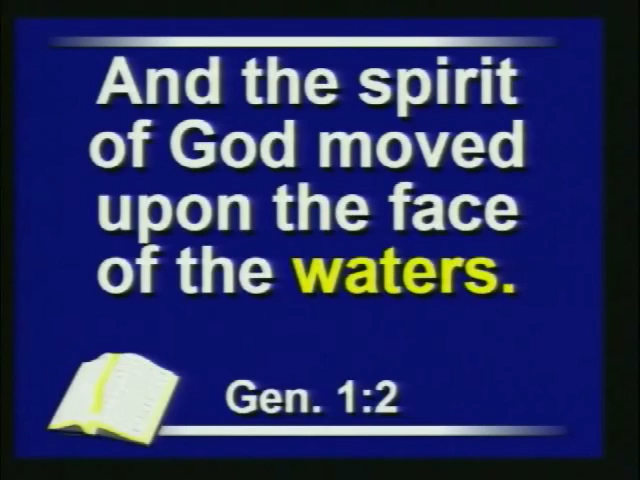 And the spirit
of God moved
upon the face
of the waters.
Gen. 1:2